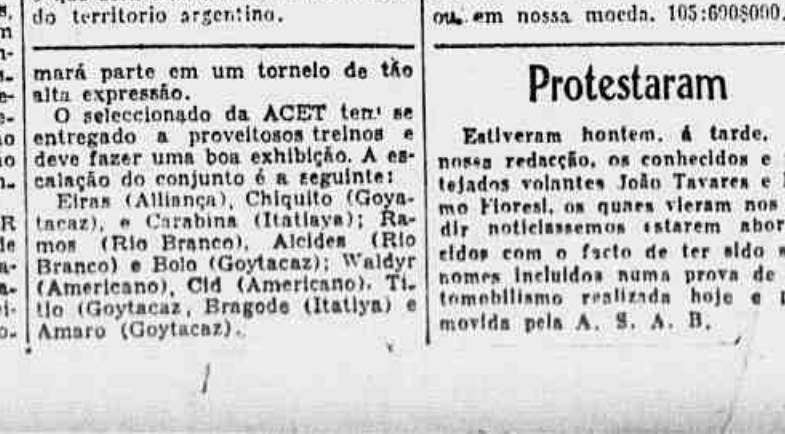 do territorio argentino.
mará parte em um torneio de tão
alta expressão.
O seleccionado da ACET tem se
entregado a proveitosos treinos e
deve fazer uma boa exhibição. A es-
calação do conjunto é a seguinte:
Eiras (Alliança), Chiquito (Goya-
tacaz), e Carabina (Itatiaya); Ra-
mos (Rio Branco), Alcides (Rio
Branco) e Bolo (Goytacaz); Waldyr
(Americano), Cid (Americano). Ti-
tio (Goytacaz, Bragode (Itatiya) e
Amaro (Goytacaz).
ou, em nossa moeda, 105:690$000.
Protestaram
Estiveram hontem, á tarde,
nossa redacção, os conhecidos e
tejados volantes João Tavares e
mo Fioresi, os quaes vieram nos
dir noticiassemos estarem abor-
cidos com o facto de ter sido
nomes incluidos numa prova de
tomobilismo realizada hoje e
movida pela A. S. A. B.